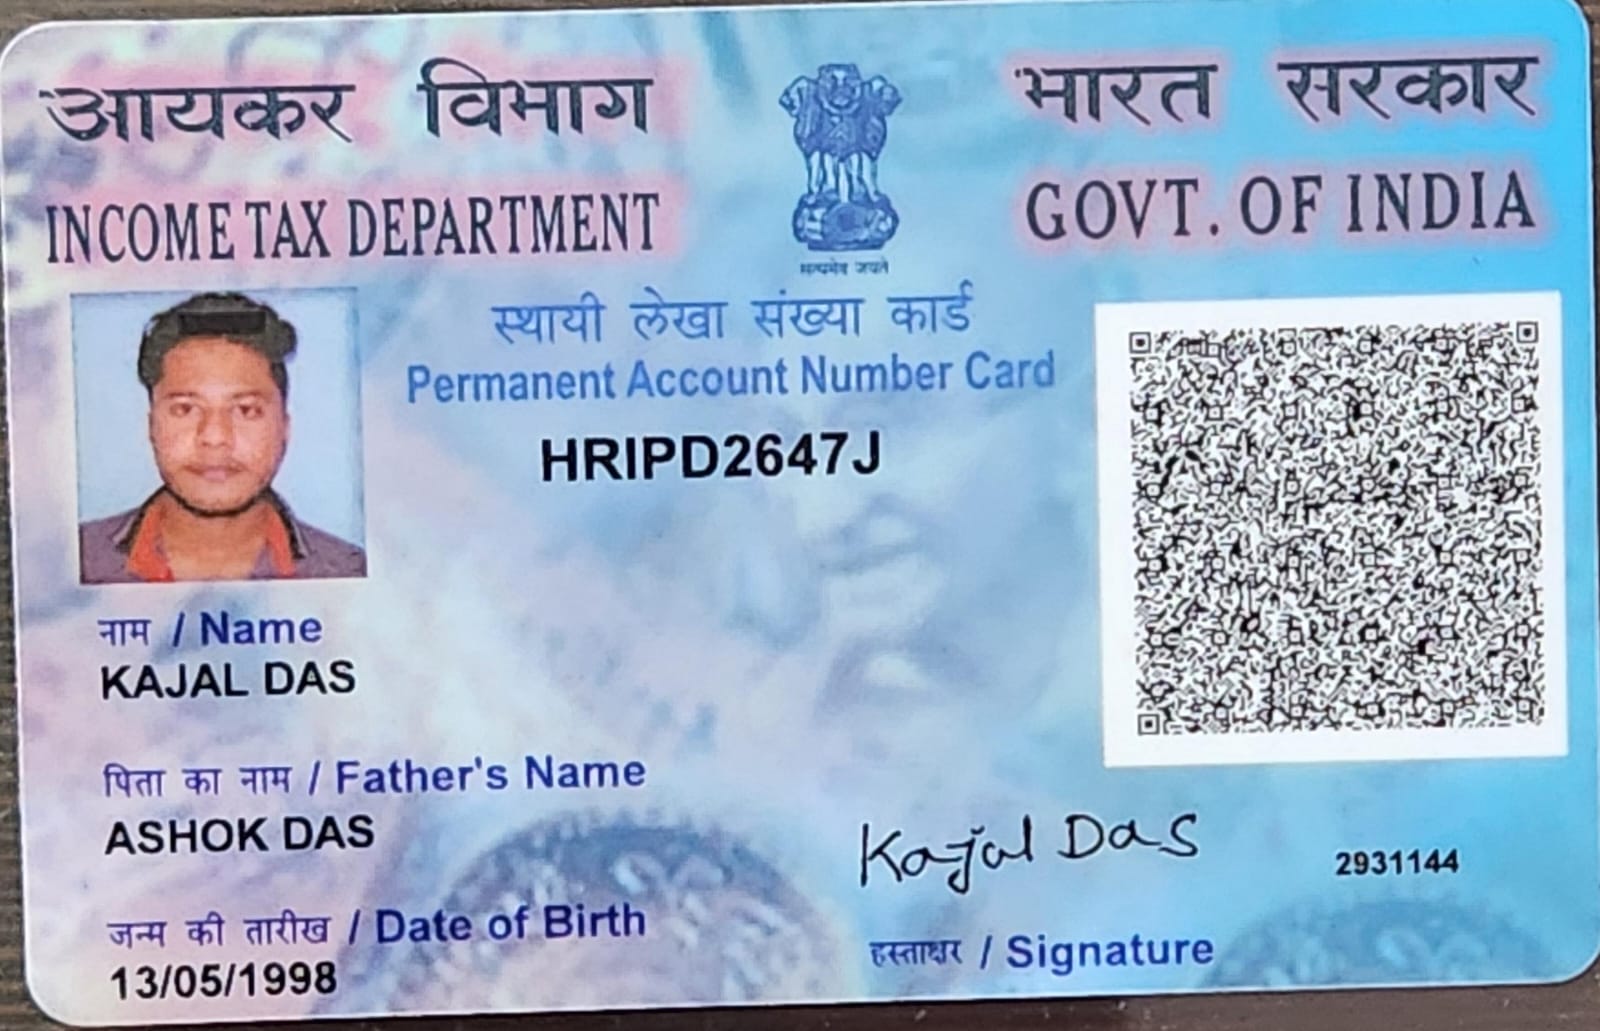 आयकर विभाग
INCOME TAX DEPARTMENT
सत्यमेव जयते
भारत सरकार
GOVT. OF INDIA
स्थायी लेखा संख्या कार्ड
Permanent Account Number Card
HRIPD2647J
नाम / Name
KAJAL DAS
पिता का नाम / Father's Name
ASHOK DAS
जन्म की तारीख / Date of Birth
13/05/1998
Kajal Das
हस्ताक्षर / Signature
2931144